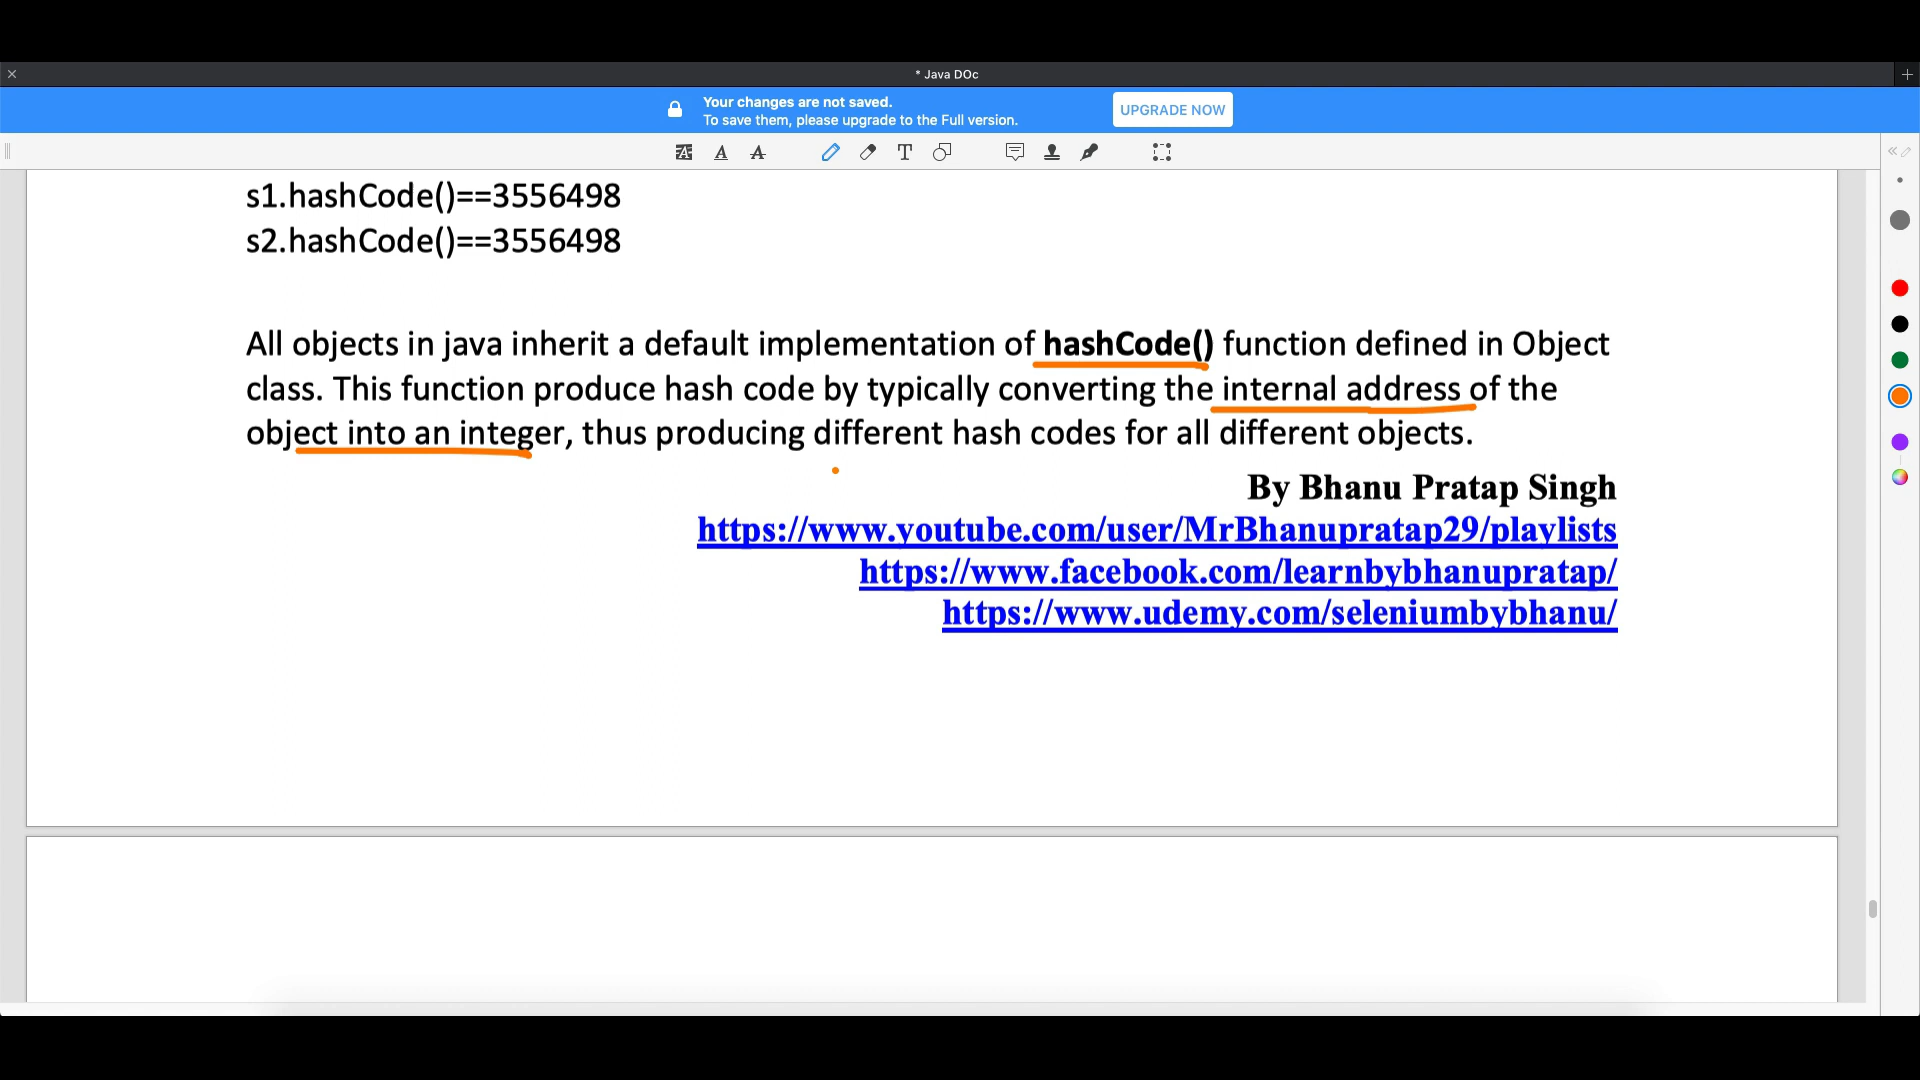 * Java DOc
Your changes are not saved.
To save them, please upgrade to the Full version.
UPGRADE NOW
s1.hashCode()==3556498
s2.hashCode()==3556498
All objects in java inherit a default implementation of hashCode() function defined in Object
class. This function produce hash code by typically converting the internal address of the
object into an integer, thus producing different hash codes for all different objects.
By Bhanu Pratap Singh
https://www.youtube.com/user/MrBhanupratap29/playlists
https://www.facebook.com/learnbybhanupratap/
https://www.udemy.com/seleniumbybhanu/